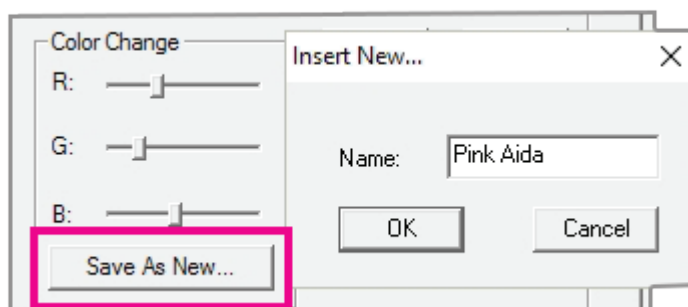 Color Change
R:
G:
B:
Save As New...
Insert New...
Name: Pink Aida
OK Cancel